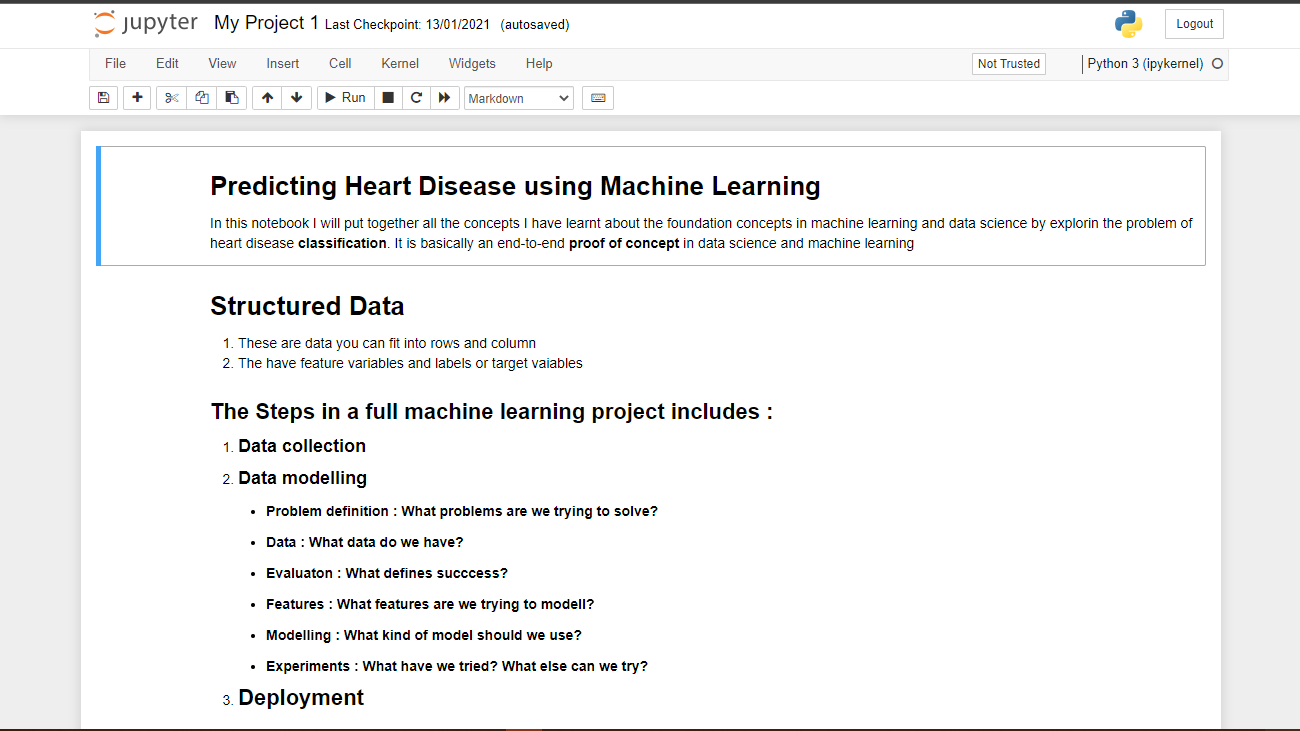 jupyter My Project 1 Last Checkpoint: 13/01/2021 (autosaved) Logout
File Edit View Insert Cell Kernel Widgets Help Not Trusted Python 3 (ipykernel)
Run Markdown
Predicting Heart Disease using Machine Learning
In this notebook I will put together all the concepts I have learnt about the foundation concepts in machine learning and data science by explorin the problem of
heart disease classification. It is basically an end-to-end proof of concept in data science and machine learning
Structured Data
1. These are data you can fit into rows and column
2. The have feature variables and labels or target vaiables
The Steps in a full machine learning project includes :
1. Data collection
2. Data modelling
• Problem definition : What problems are we trying to solve?
• Data : What data do we have?
• Evaluaton : What defines succcess?
• Features : What features are we trying to modell?
• Modelling : What kind of model should we use?
• Experiments : What have we tried? What else can we try?
3. Deployment